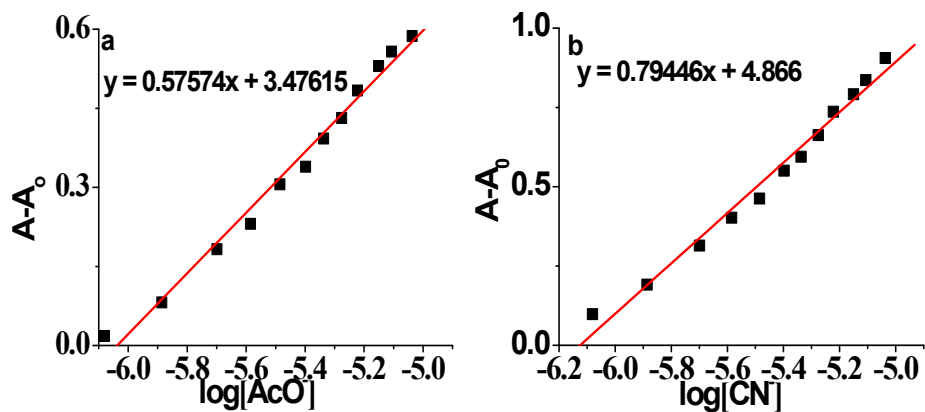 a
y = 0.57574x + 3.47615
A-Ao
0.6
0.3
0.0
-6.0 -5.8 -5.6 -5.4 -5.2 -5.0
log[AcO-]
b
y = 0.79446x + 4.866
A-A0
1.0
0.5
0.0
-6.2 -6.0 -5.8 -5.6 -5.4 -5.2 -5.0
log[CN-]